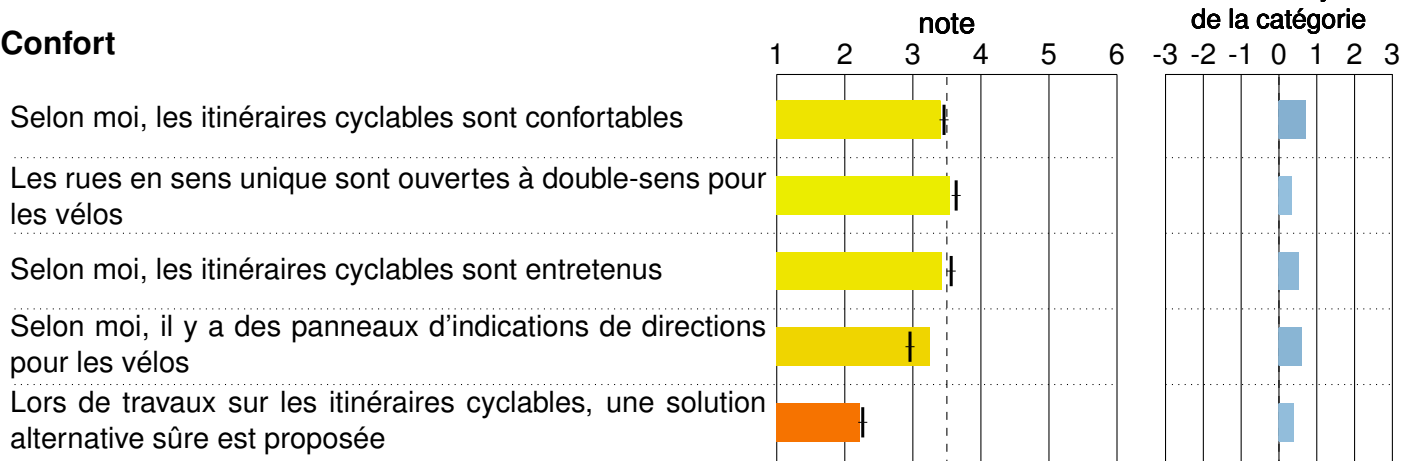 Confort
note
de la catégorie
1 2 3 4 5 6
-3 -2 -1 0 1 2 3
Selon moi, les itinéraires cyclables sont confortables
Les rues en sens unique sont ouvertes à double-sens pour
les vélos
Selon moi, les itinéraires cyclables sont entretenus
Selon moi, il y a des panneaux d'indications de directions
pour les vélos
Lors de travaux sur les itinéraires cyclables, une solution
alternative sûre est proposée